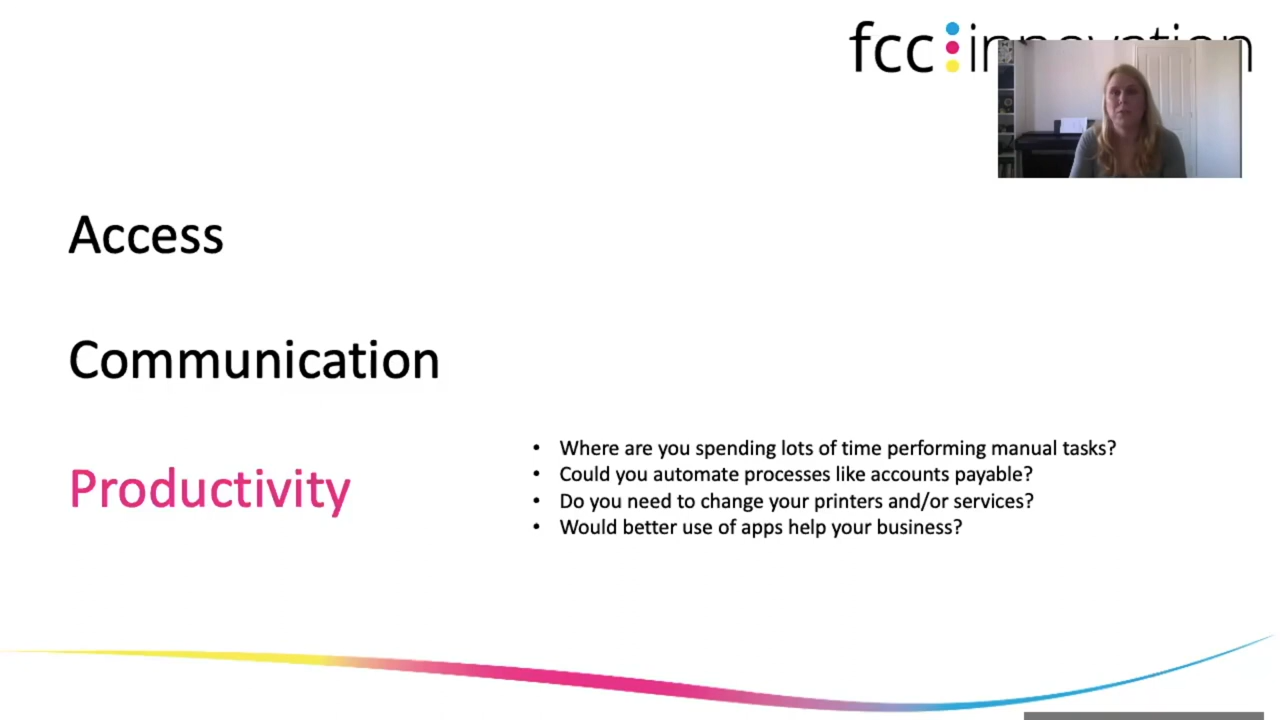 fcc innovation
Access
Communication
Productivity
• Where are you spending lots of time performing manual tasks?
• Could you automate processes like accounts payable?
• Do you need to change your printers and/or services?
• Would better use of apps help your business?